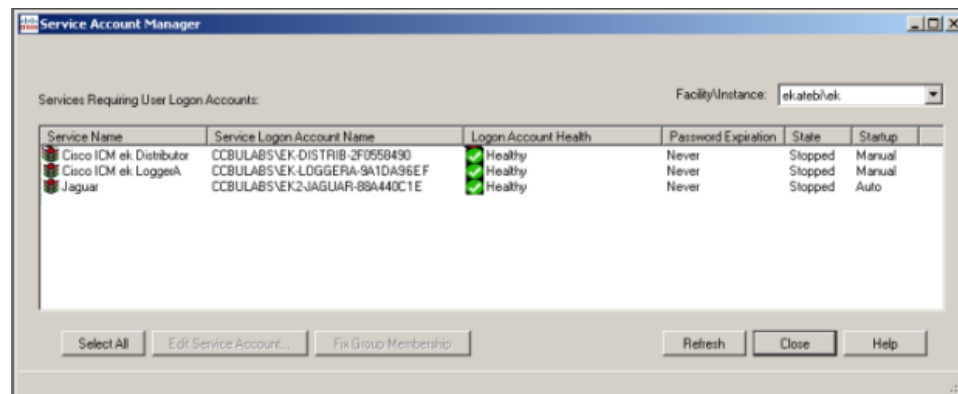 Service Account Manager
Services Requiring User Logon Accounts:
Facility\Instance: ekatebi\ek
Service Name Service Logon Account Name Logon Account Health Password Expiration State Startup
Cisco ICM ek Distributor CCBULABS\EK-DISTRIB-2F0558490 Healthy Never Stopped Manual
Cisco ICM ek LoggerA CCBULABS\EK-LOGGERA-9A1DA96EF Healthy Never Stopped Manual
Jaguar CCBULABS\EK2-JAGUAR-88A440C1E Healthy Never Stopped Auto
Select All Edit Service Account... Fix Group Membership Refresh Close Help